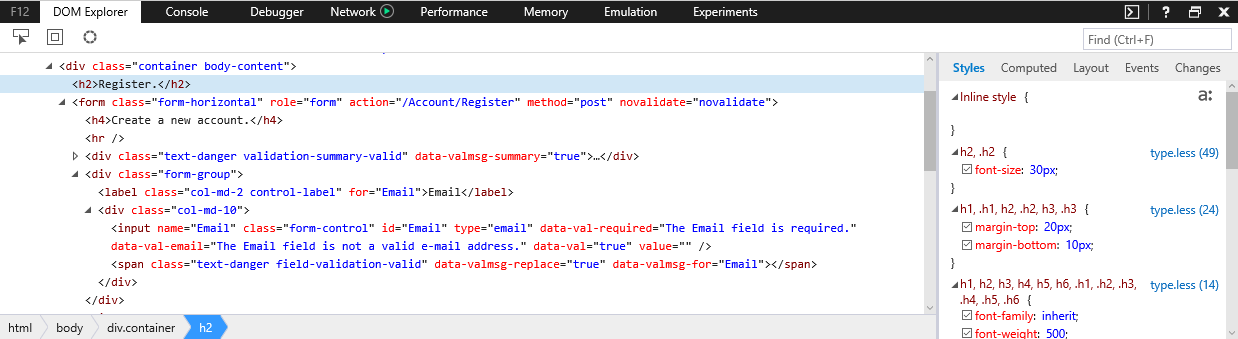 F12 DOM Explorer Console Debugger Network Performance Memory Emulation Experiments ?
Find (Ctrl+F)
<div class="container body-content">
<h2>Register.</h2>
<form class="form-horizontal" role="form" action="/Account/Register" method="post" novalidate="novalidate">
<h4>Create a new account.</h4>
<hr />
<div class="text-danger validation-summary-valid" data-valmsg-summary="true">…</div>
<div class="form-group">
<label class="col-md-2 control-label" for="Email">Email</label>
<div class="col-md-10">
<input name="Email" class="form-control" id="Email" type="email" data-val-required="The Email field is required."
data-val-email="The Email field is not a valid e-mail address." data-val="true" value="" />
<span class="text-danger field-validation-valid" data-valmsg-replace="true" data-valmsg-for="Email"></span>
</div>
</div>
html body div.container h2
Styles Computed Layout Events Changes
Inline style { a:
}
h2, .h2 { type.less (49)
font-size: 30px;
}
h1, .h1, h2, .h2, h3, .h3 { type.less (24)
margin-top: 20px;
margin-bottom: 10px;
}
h1, h2, h3, h4, h5, h6, .h1, .h2, .h3, type.less (14)
.h4, .h5, .h6 {
font-family: inherit;
font-weight: 500;